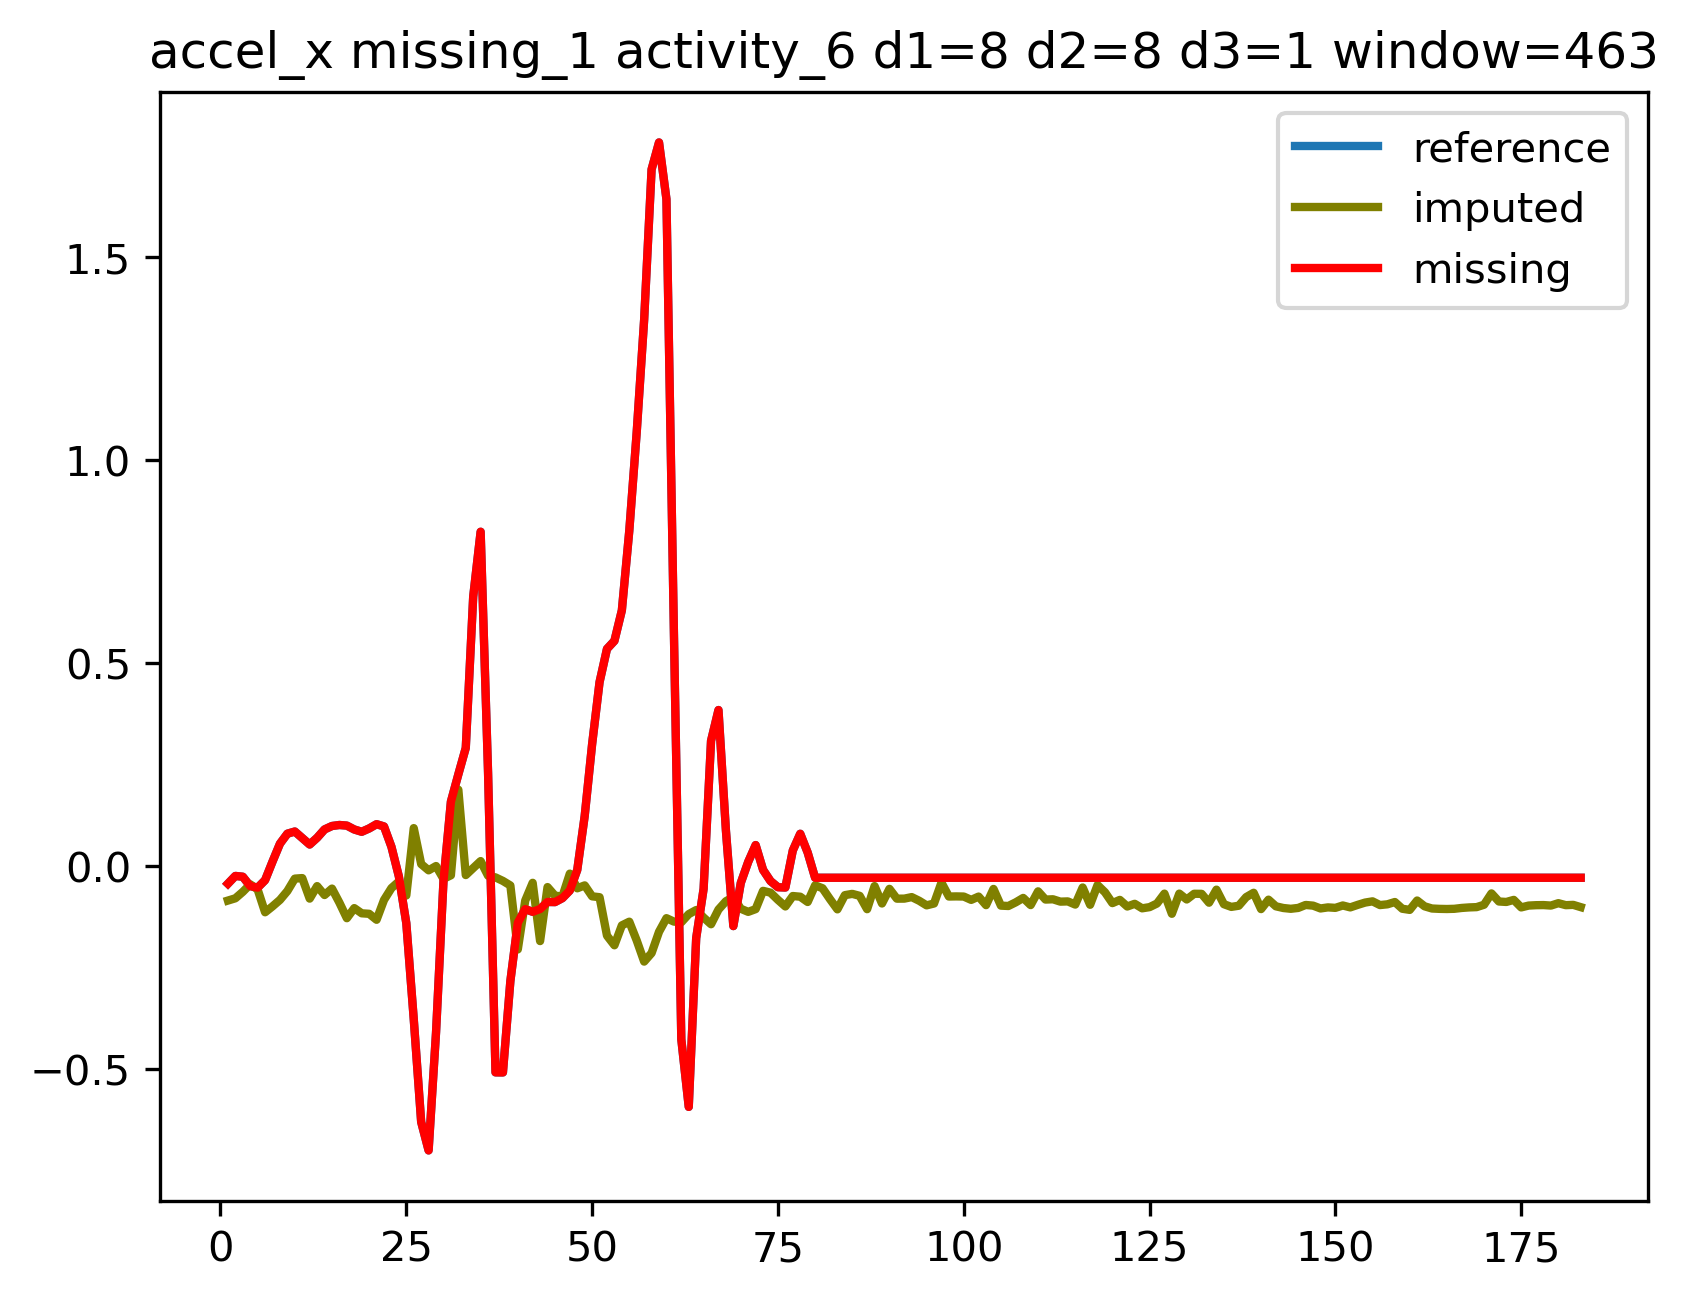 accel_x missing_1 activity_6 d1=8 d2=8 d3=1 window=463
reference
imputed
missing
1.5
1.0
0.5
0.0
−0.5
0 25 50 75 100 125 150 175